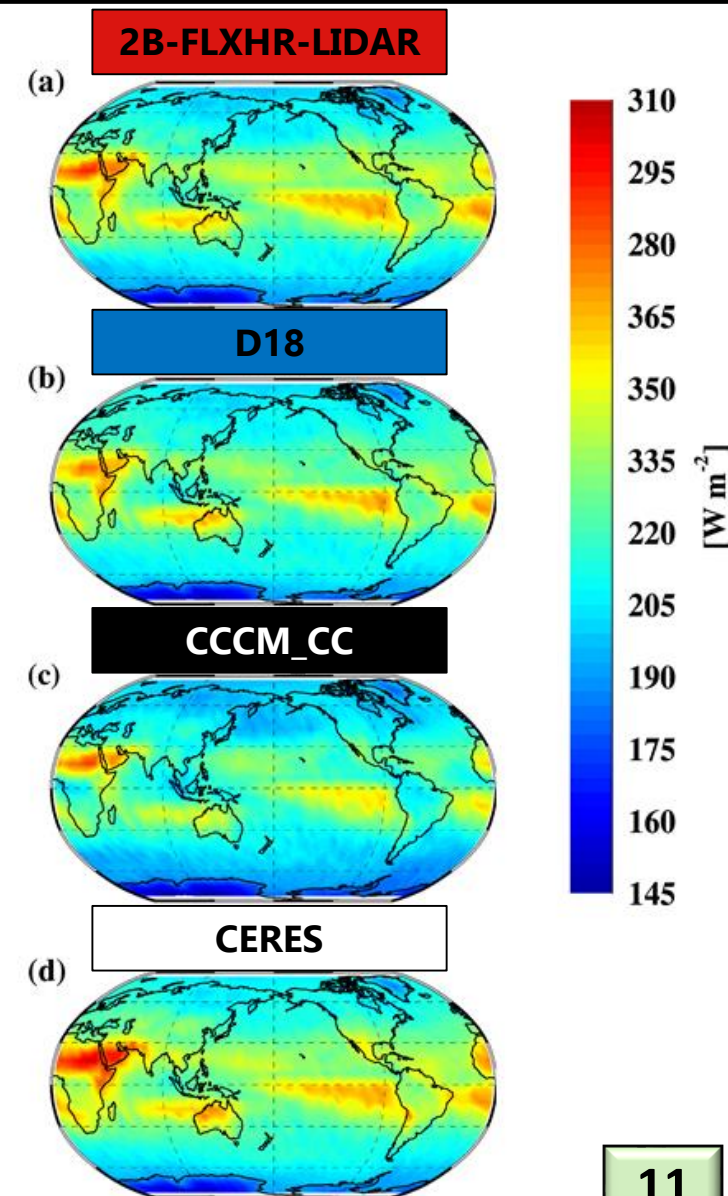 2B-FLXHR-LIDAR
(a)
D18
(b)
CCCM_CC
(c)
CERES
(d)
310
295
280
365
350
335
220
205
190
175
160
145
[W m-2]
11